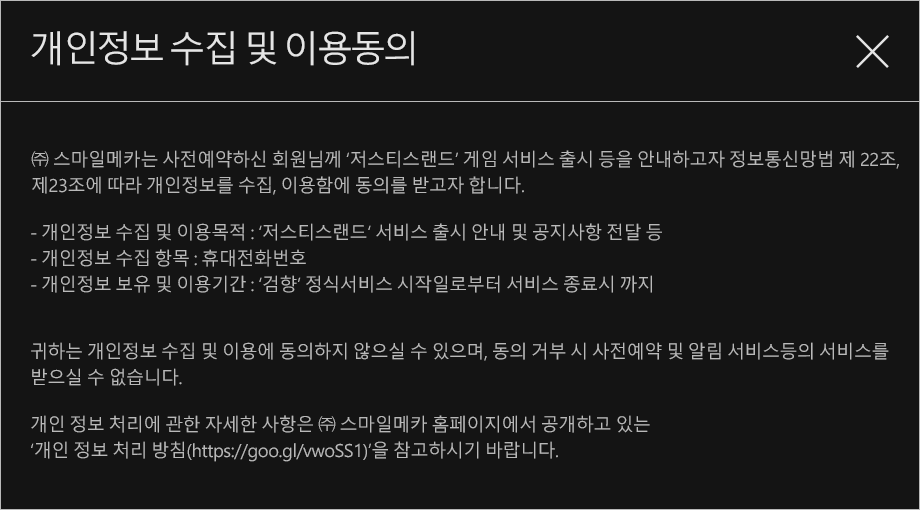 개인정보 수집 및 이용동의
㈜ 스마일메카는 사전예약하신 회원님께 ‘저스티스랜드’ 게임 서비스 출시 등을 안내하고자 정보통신망법 제 22조,
제23조에 따라 개인정보를 수집, 이용함에 동의를 받고자 합니다.
- 개인정보 수집 및 이용목적 : ‘저스티스랜드‘ 서비스 출시 안내 및 공지사항 전달 등
- 개인정보 수집 항목 : 휴대전화번호
- 개인정보 보유 및 이용기간 : ‘검향’ 정식서비스 시작일로부터 서비스 종료시 까지
귀하는 개인정보 수집 및 이용에 동의하지 않으실 수 있으며, 동의 거부 시 사전예약 및 알림 서비스등의 서비스를
받으실 수 없습니다.
개인 정보 처리에 관한 자세한 사항은 ㈜ 스마일메카 홈페이지에서 공개하고 있는
‘개인 정보 처리 방침(https://goo.gl/vwoSS1)’을 참고하시기 바랍니다.